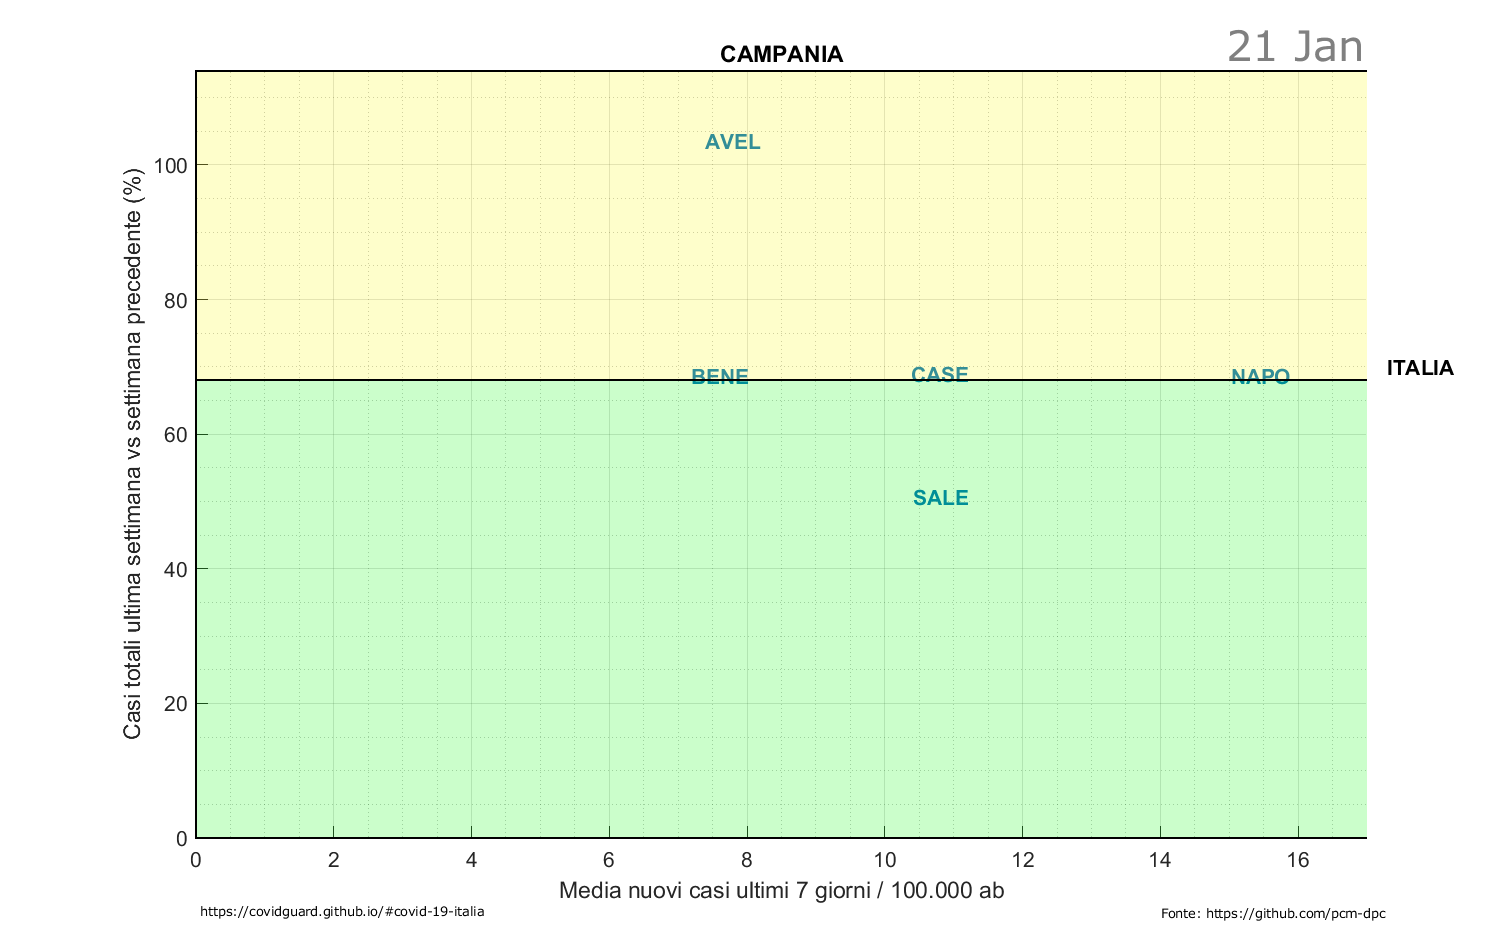 21 Jan
CAMPANIA
Casi totali ultima settimana vs settimana precedente (%)
100
80
60
40
20
0
AVEL
BENE
CASE
NAPO
ITALIA
SALE
0 2 4 6 8 10 12 14 16
Media nuovi casi ultimi 7 giorni / 100.000 ab
https://covidguard.github.io/#covid-19-italia
Fonte: https://github.com/pcm-dpc